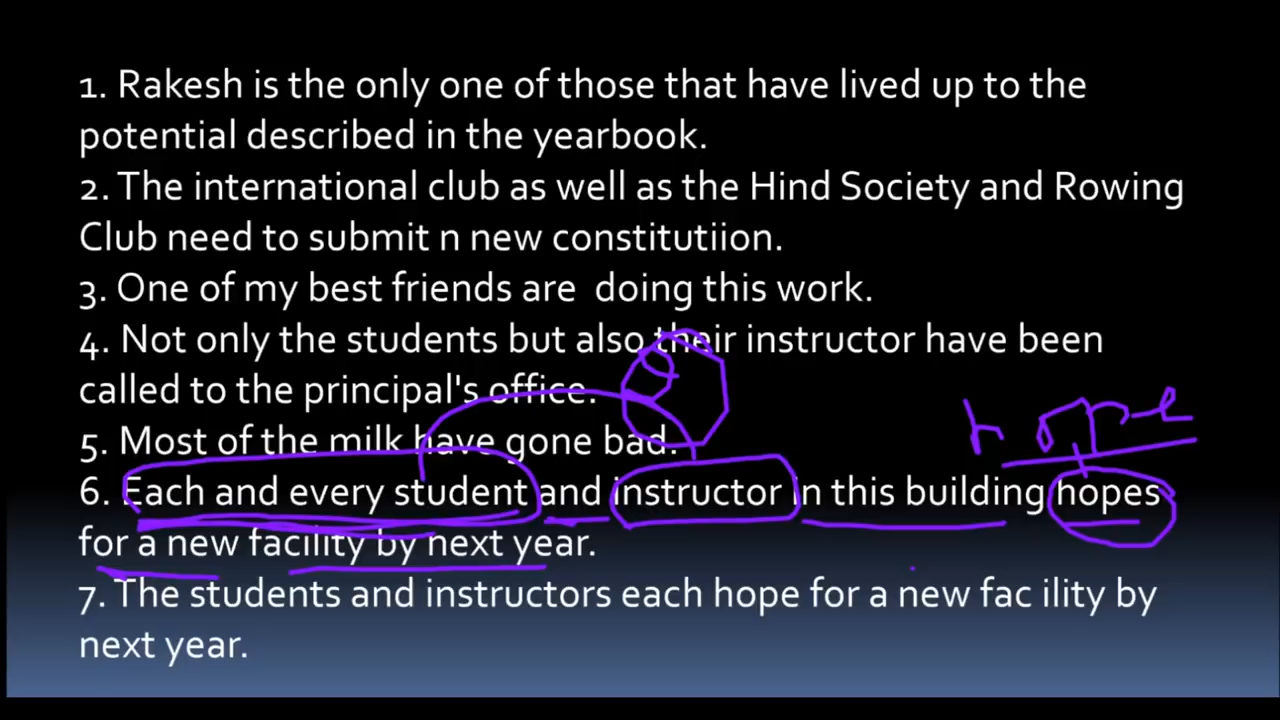 1. Rakesh is the only one of those that have lived up to the
potential described in the yearbook.
2. The international club as well as the Hind Society and Rowing
Club need to submit n new constitutiion.
3. One of my best friends are doing this work.
4. Not only the students but also their instructor have been
called to the principal's office.
5. Most of the milk have gone bad.
hope
6. Each and every student and instructor in this building hopes
for a new facility by next year.
7. The students and instructors each hope for a new fac ility by
next year.